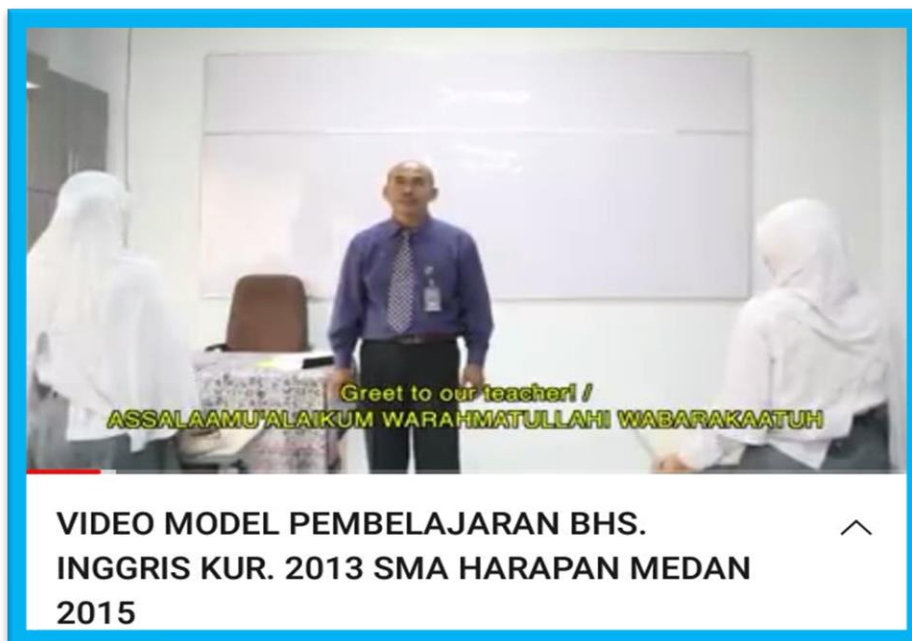 Greet to our teacher! /
ASSALAAMU'ALAIKUM WARAHMATULLAHI WABARAKAATUH
VIDEO MODEL PEMBELAJARAN BHS.
INGGRIS KUR. 2013 SMA HARAPAN MEDAN
2015